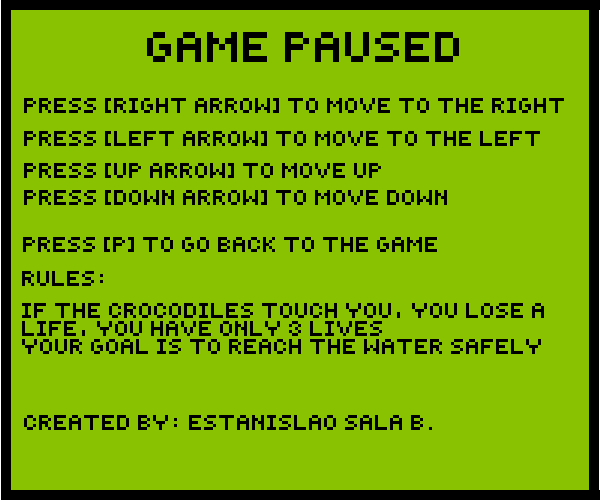 GAME PAUSED
PRESS [RIGHT ARROW] TO MOVE TO THE RIGHT
PRESS [LEFT ARROW] TO MOVE TO THE LEFT
PRESS [UP ARROW] TO MOVE UP
PRESS [DOWN ARROW] TO MOVE DOWN
PRESS [P] TO GO BACK TO THE GAME
RULES:
IF THE CROCODILES TOUCH YOU, YOU LOSE A
LIFE, YOU HAVE ONLY 3 LIVES
YOUR GOAL IS TO REACH THE WATER SAFELY
CREATED BY: ESTANISLAO SALA B.